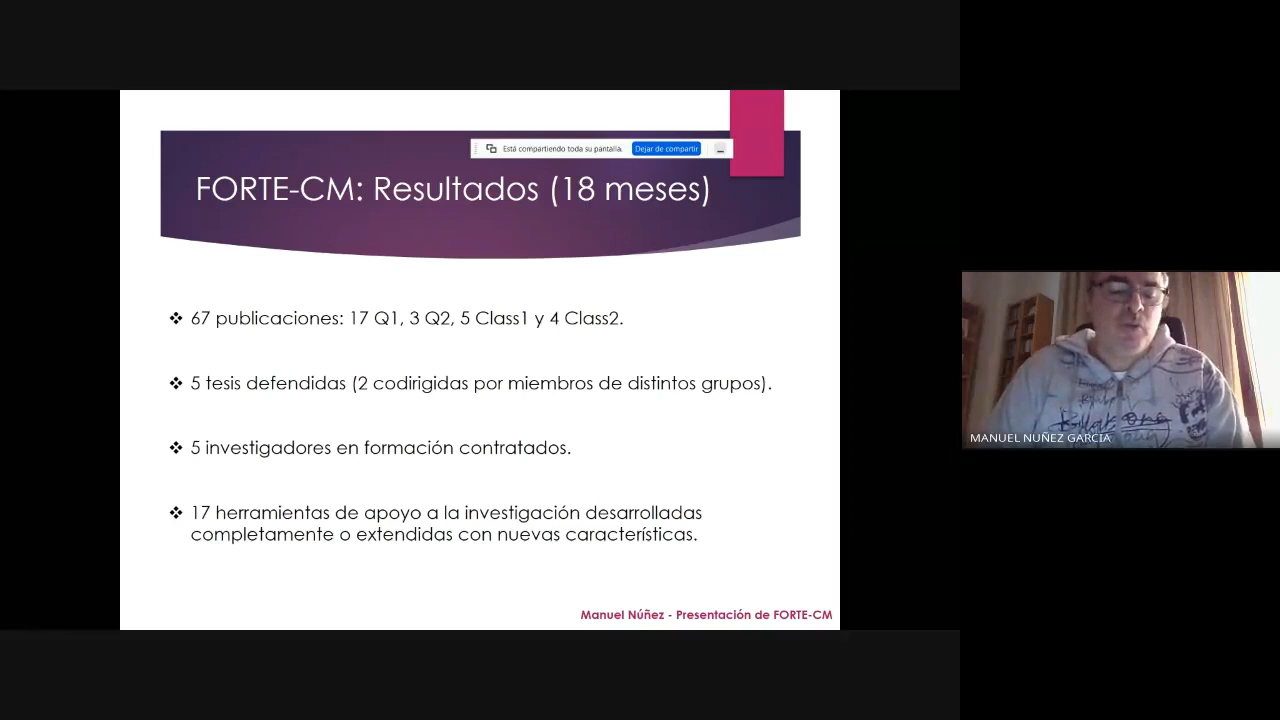 Está compartiendo toda su pantalla.
Dejar de compartir
FORTE-CM: Resultados (18 meses)
❖ 67 publicaciones: 17 Q1, 3 Q2, 5 Class1 y 4 Class2.
❖ 5 tesis defendidas (2 codirigidas por miembros de distintos grupos).
❖ 5 investigadores en formación contratados.
❖ 17 herramientas de apoyo a la investigación desarrolladas
completamente o extendidas con nuevas características.
Manuel Núñez - Presentación de FORTE-CM
MANUEL NUÑEZ GARCIA